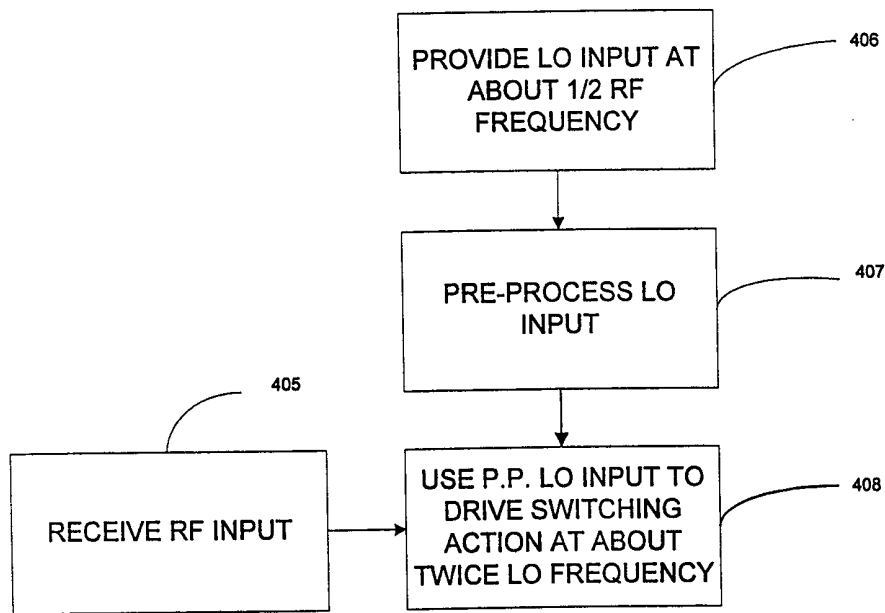 PROVIDE LO INPUT AT
ABOUT 1/2 RF
FREQUENCY
406
PRE-PROCESS LO
INPUT
407
405
RECEIVE RF INPUT
USE P.P. LO INPUT TO
DRIVE SWITCHING
ACTION AT ABOUT
TWICE LO FREQUENCY
408